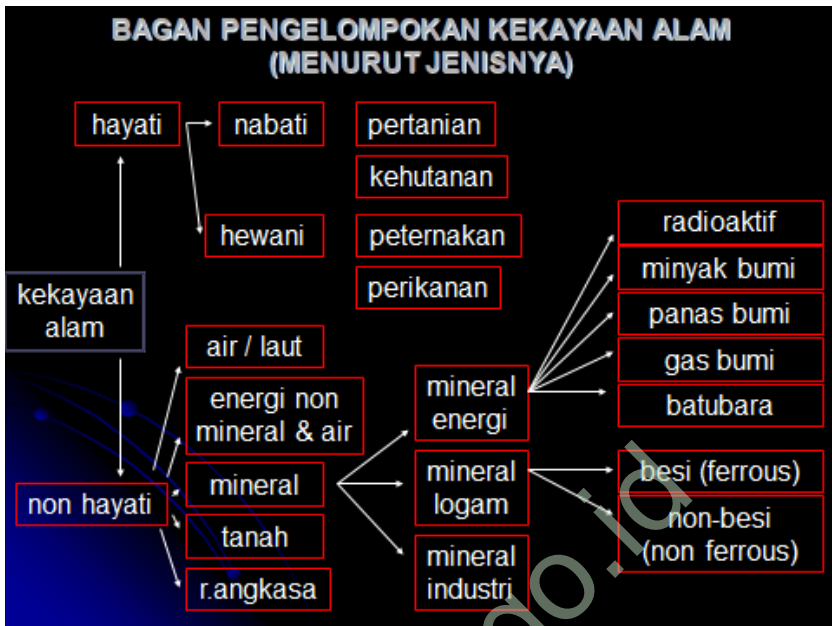 BAGAN PENGELOMPOKAN KEKAYAAN ALAM
(MENURUT JENISNYA)
hayati
nabati
pertanian
kehutanan
hewani
peternakan
perikanan
kekayaan
alam
air / laut
energi non
mineral & air
non hayati
mineral
tanah
r.angkasa
mineral
energi
mineral
logam
mineral
industri
radioaktif
minyak bumi
panas bumi
gas bumi
batubara
besi (ferrous)
non-besi
(non ferrous)
go.id